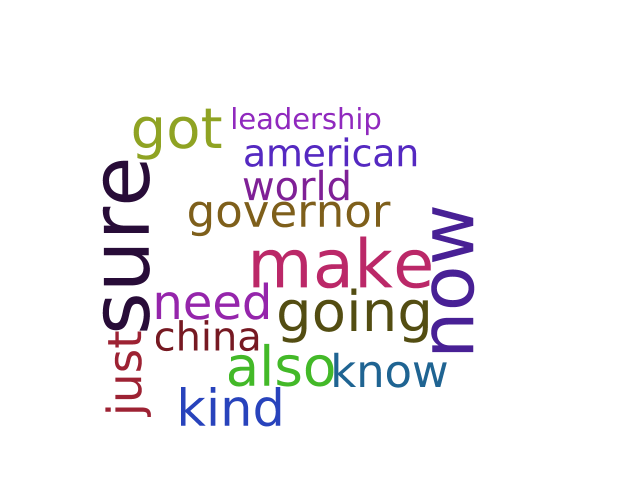 leadership
got
american
world
sure
governor
now
make
need
going
china
just
also
know
kind